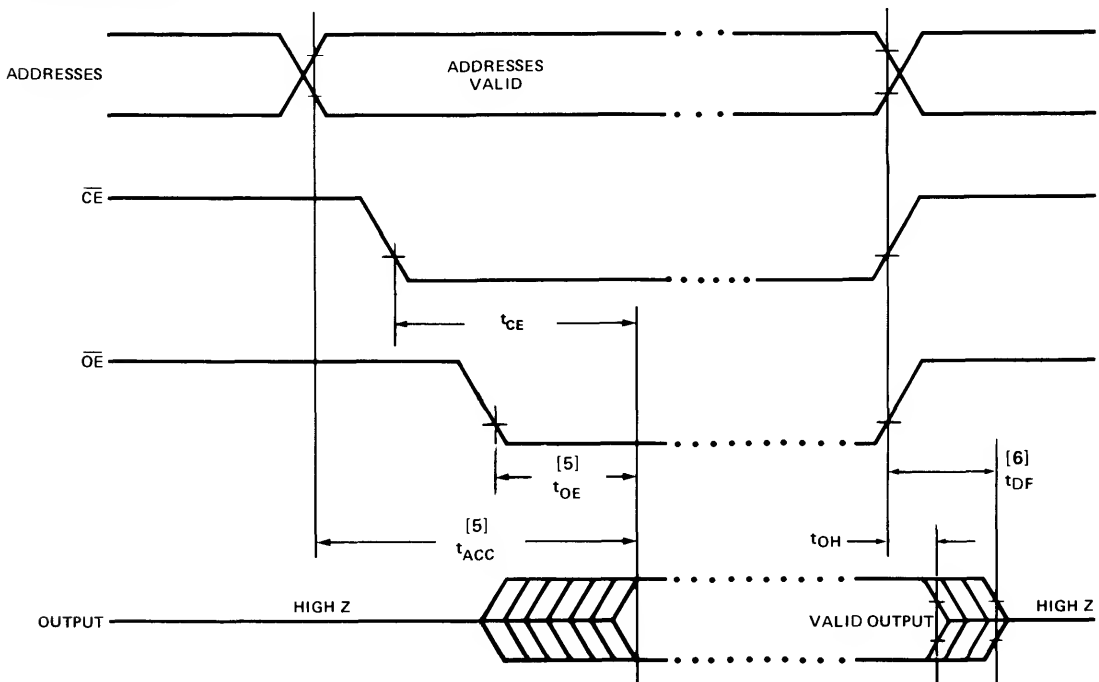 ADDRESSES
ADDRESSES
VALID
CE
tCE
OE
[5]
tOE
[6]
tDF
[5]
tACC
tOH
OUTPUT
HIGH Z
VALID OUTPUT
HIGH Z